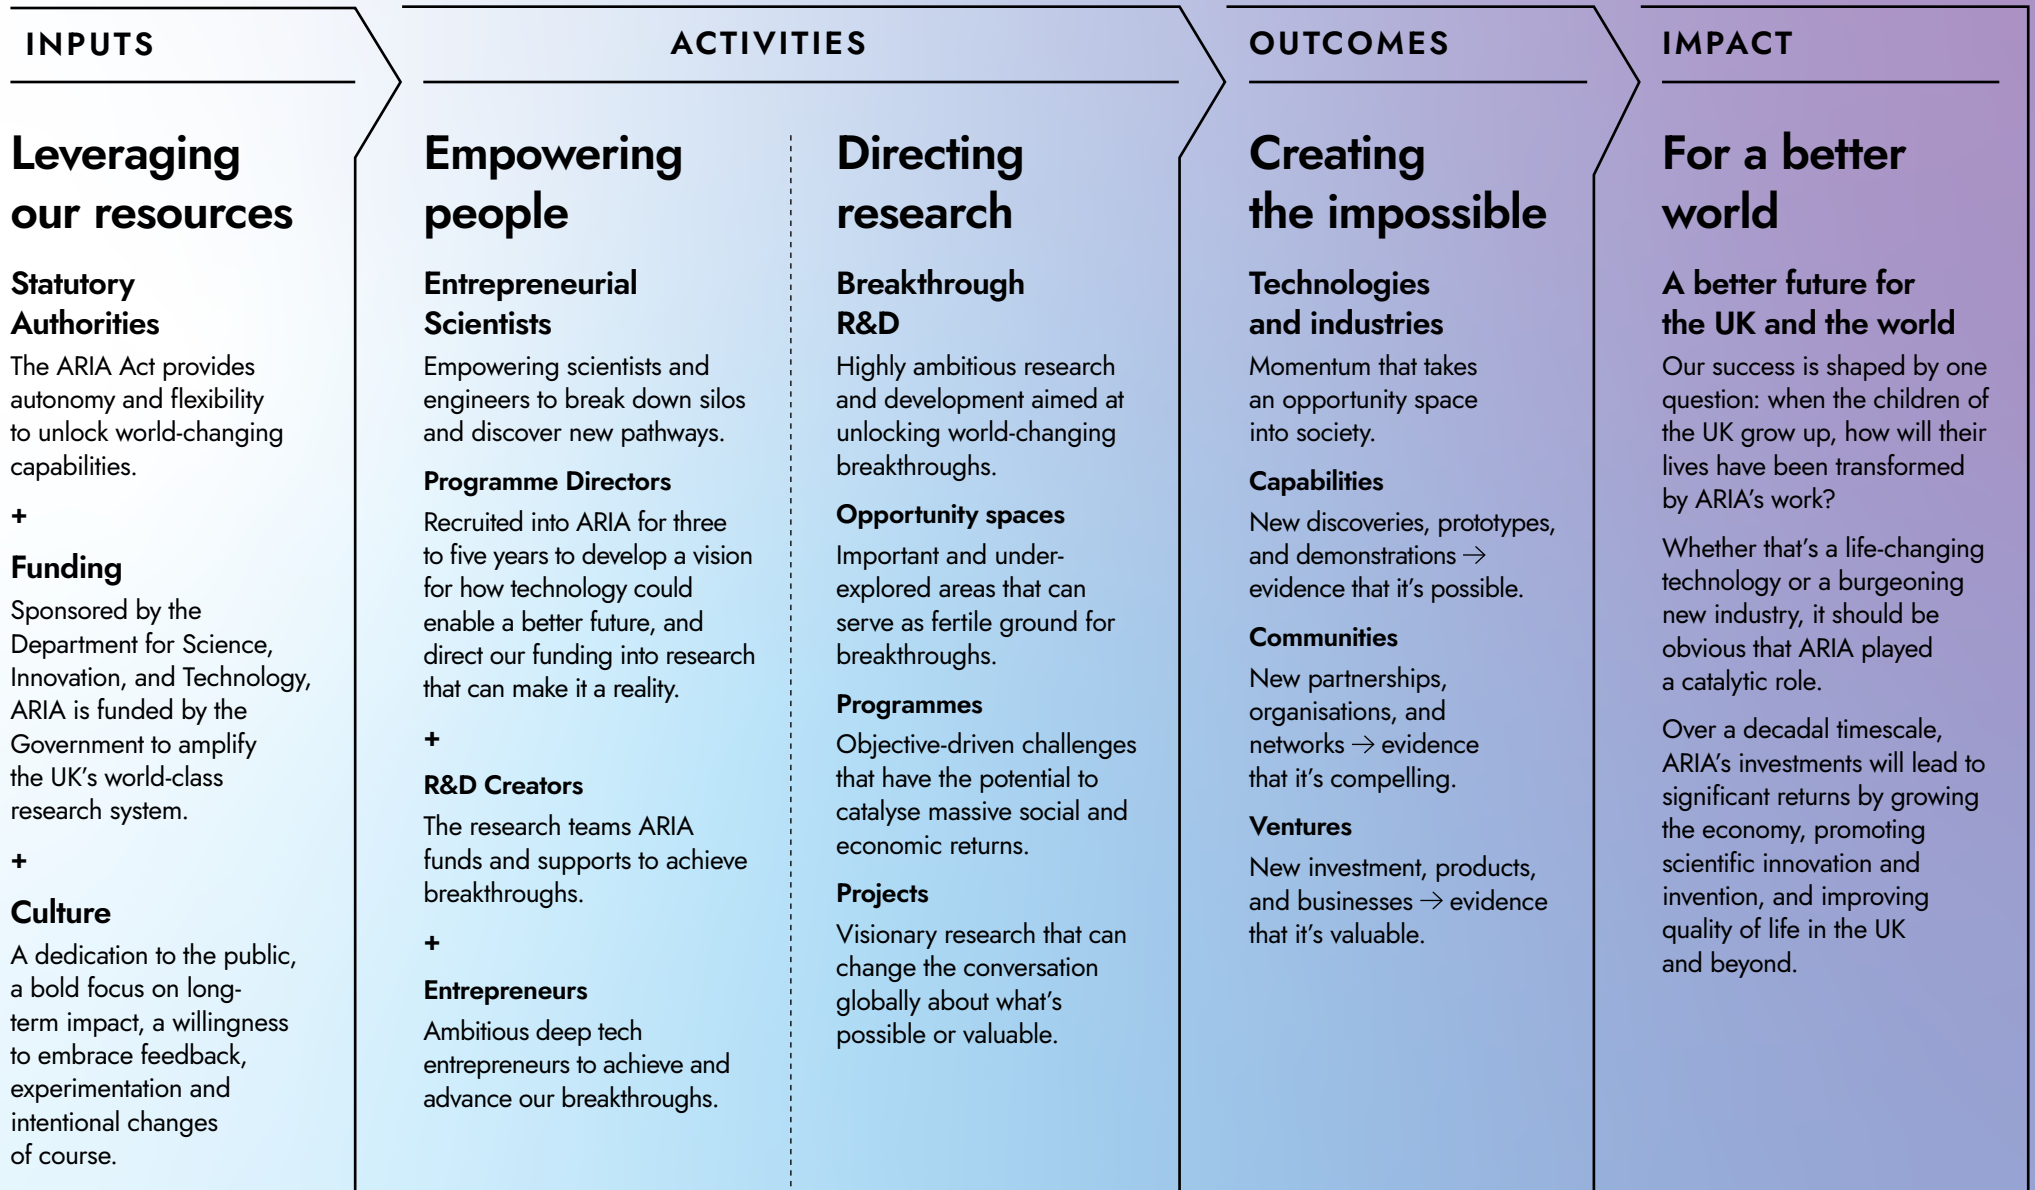 INPUTS
Leveraging
our resources
Statutory
Authorities
The ARIA Act provides
autonomy and flexibility
to unlock world-changing
capabilities.
+
Funding
Sponsored by the
Department for Science,
Innovation, and Technology,
ARIA is funded by the
Government to amplify
the UK's world-class
research system.
+
Culture
A dedication to the public,
a bold focus on long-
term impact, a willingness
to embrace feedback,
experimentation and
intentional changes
of course.
ACTIVITIES
Empowering
people
Entrepreneurial
Scientists
Empowering scientists and
engineers to break down silos
and discover new pathways.
Programme Directors
Recruited into ARIA for three
to five years to develop a vision
for how technology could
enable a better future, and
direct our funding into research
that can make it a reality.
+
R&D Creators
The research teams ARIA
funds and supports to achieve
breakthroughs.
+
Entrepreneurs
Ambitious deep tech
entrepreneurs to achieve and
advance our breakthroughs.
Directing
research
Breakthrough
R&D
Highly ambitious research
and development aimed at
unlocking world-changing
breakthroughs.
Opportunity spaces
Important and under-
explored areas that can
serve as fertile ground for
breakthroughs.
Programmes
Objective-driven challenges
that have the potential to
catalyse massive social and
economic returns.
Projects
Visionary research that can
change the conversation
globally about what's
possible or valuable.
OUTCOMES
Creating
the impossible
Technologies
and industries
Momentum that takes
an opportunity space
into society.
Capabilities
New discoveries, prototypes,
and demonstrations →
evidence that it's possible.
Communities
New partnerships,
organisations, and
networks → evidence
that it's compelling.
Ventures
New investment, products,
and businesses → evidence
that it's valuable.
IMPACT
For a better
world
A better future for
the UK and the world
Our success is shaped by one
question: when the children of
the UK grow up, how will their
lives have been transformed
by ARIA's work?
Whether that's a life-changing
technology or a burgeoning
new industry, it should be
obvious that ARIA played
a catalytic role.
Over a decadal timescale,
ARIA's investments will lead to
significant returns by growing
the economy, promoting
scientific innovation and
invention, and improving
quality of life in the UK
and beyond.